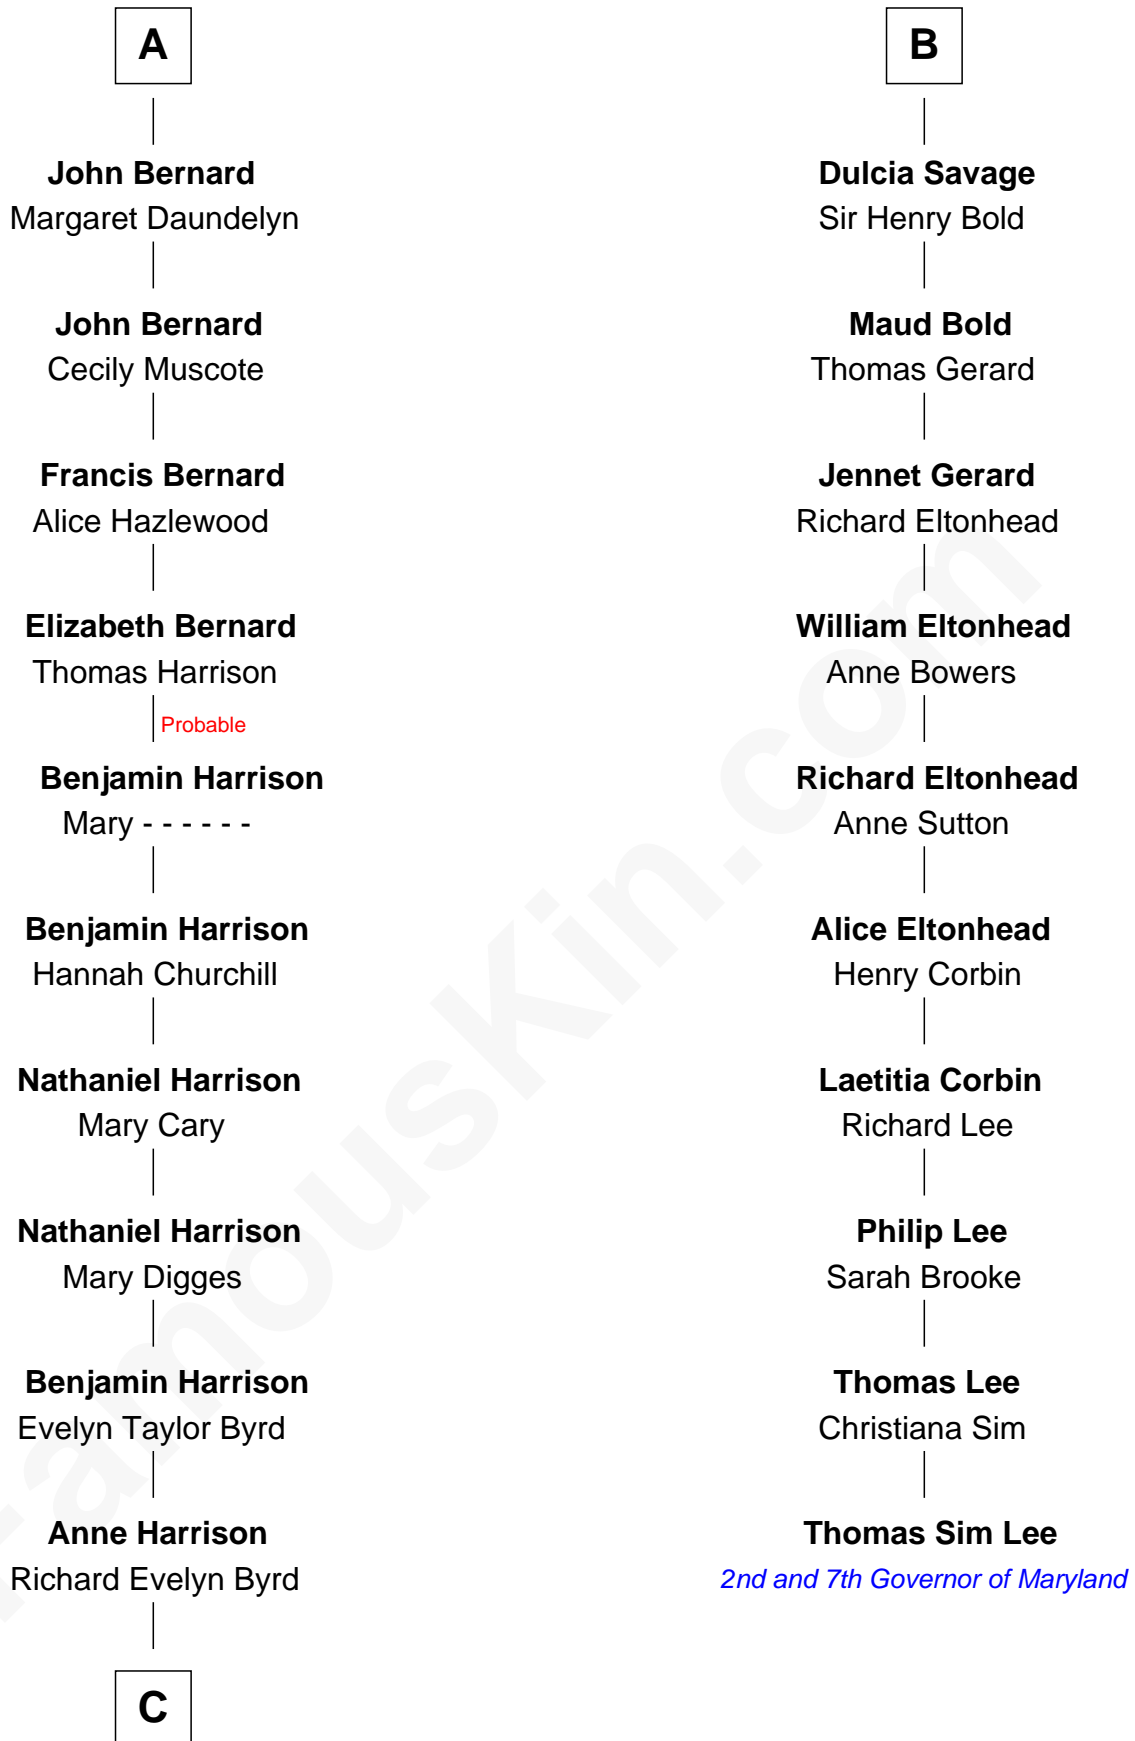 A
John Bernard
Margaret Daundelyn
John Bernard
Cecily Muscote
Francis Bernard
Alice Hazlewood
Elizabeth Bernard
Thomas Harrison
Probable
Benjamin Harrison
Mary - - - - - -
Benjamin Harrison
Hannah Churchill
Nathaniel Harrison
Mary Cary
Nathaniel Harrison
Mary Digges
Benjamin Harrison
Evelyn Taylor Byrd
Anne Harrison
Richard Evelyn Byrd
C
B
Dulcia Savage
Sir Henry Bold
Maud Bold
Thomas Gerard
Jennet Gerard
Richard Eltonhead
William Eltonhead
Anne Bowers
Richard Eltonhead
Anne Sutton
Alice Eltonhead
Henry Corbin
Laetitia Corbin
Richard Lee
Philip Lee
Sarah Brooke
Thomas Lee
Christiana Sim
Thomas Sim Lee
2nd and 7th Governor of Maryland
FamousKin.com